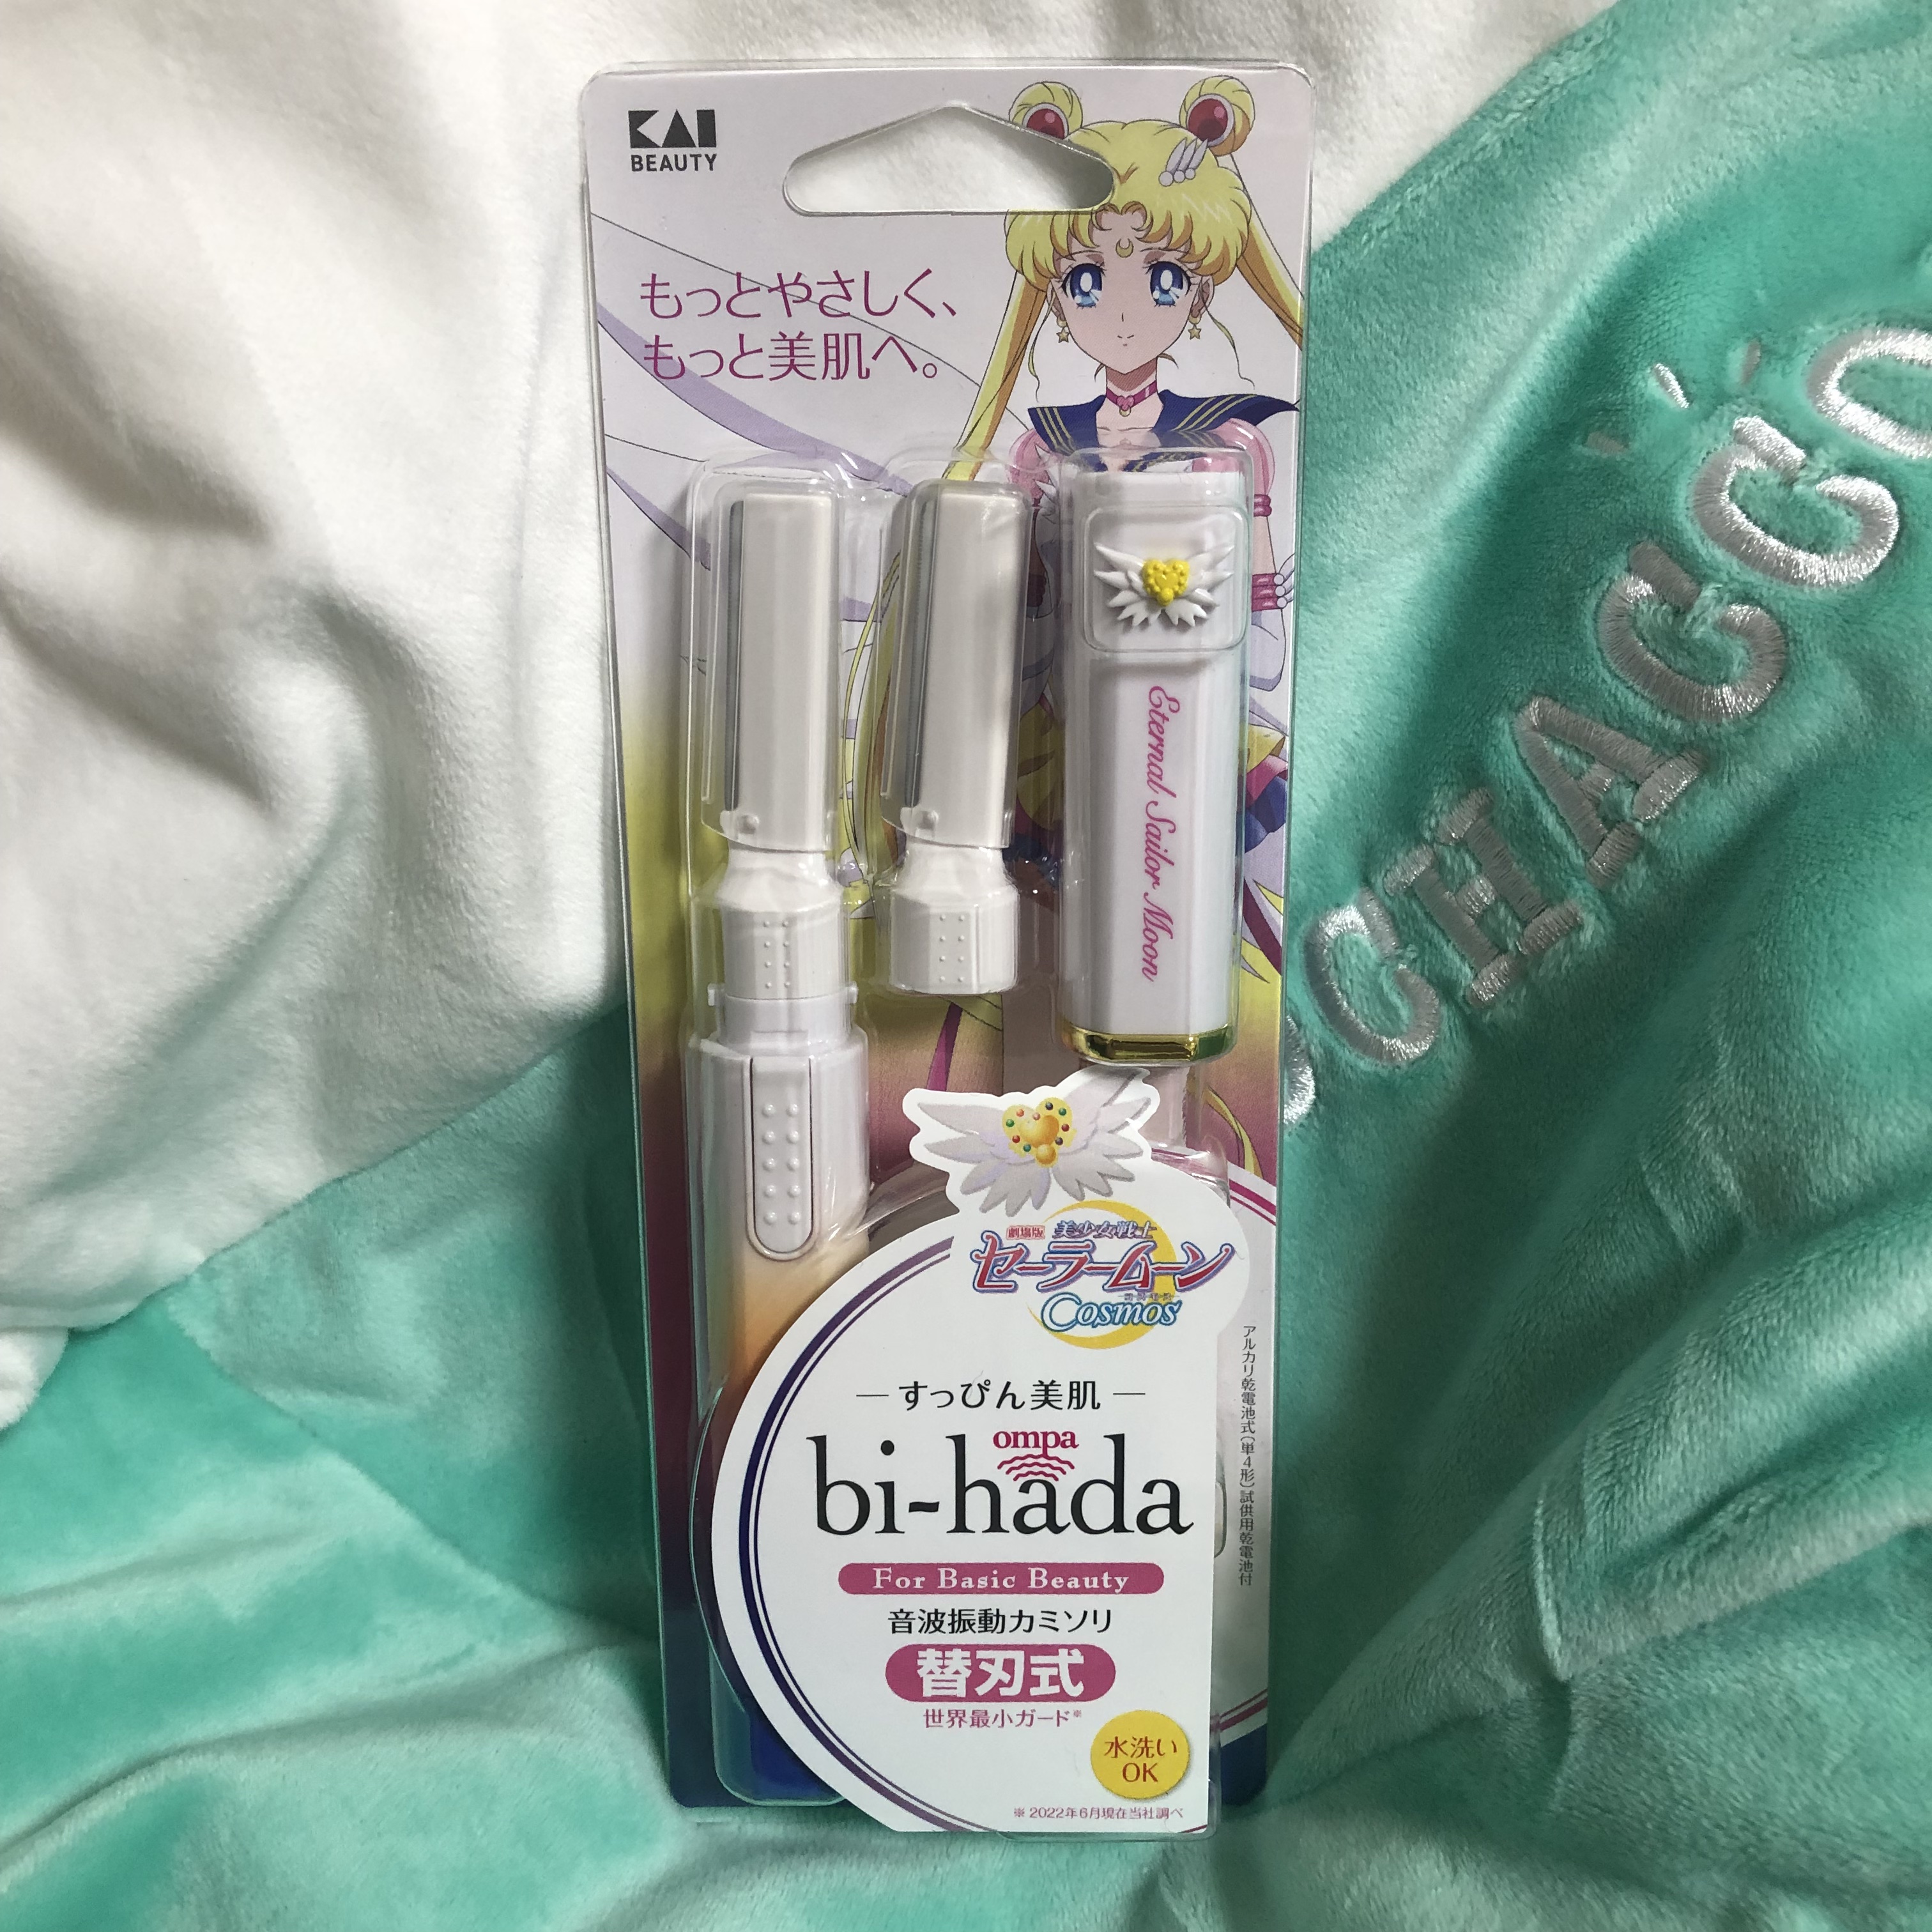 KAI
BEAUTY
もっとやさしく、
もっと美肌へ。
Eternal Sailor Moon
CHAGGO
劇場版 美少女戦士
セーラームーン
Cosmos
アルカリ乾電池式(単4形)試供用乾電池付
すっぴん美肌
ompa
bi-hada
For Basic Beauty
音波振動カミソリ
替刃式
世界最小ガード※
水洗い
OK
※2022年6月現在当社調べ